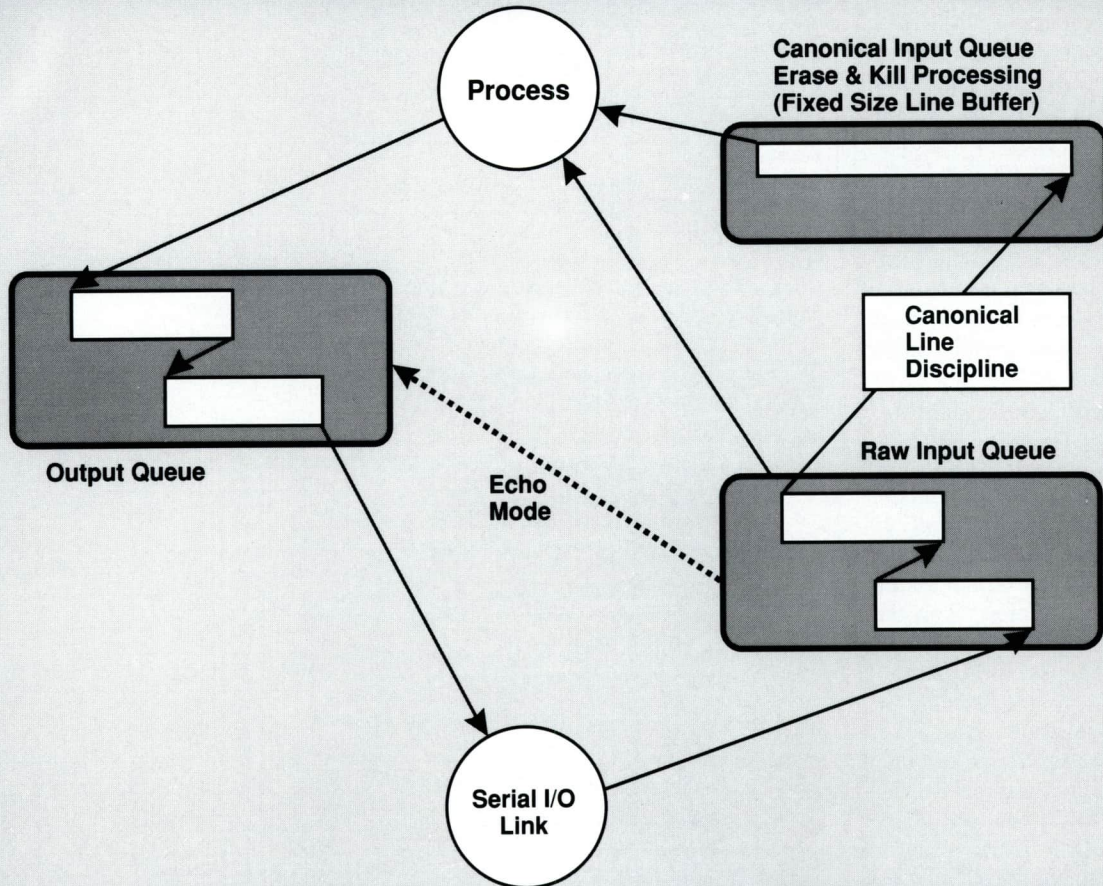 Process
Canonical Input Queue
Erase & Kill Processing
(Fixed Size Line Buffer)
Canonical
Line
Discipline
Output Queue
Echo
Mode
Raw Input Queue
Serial I/O
Link